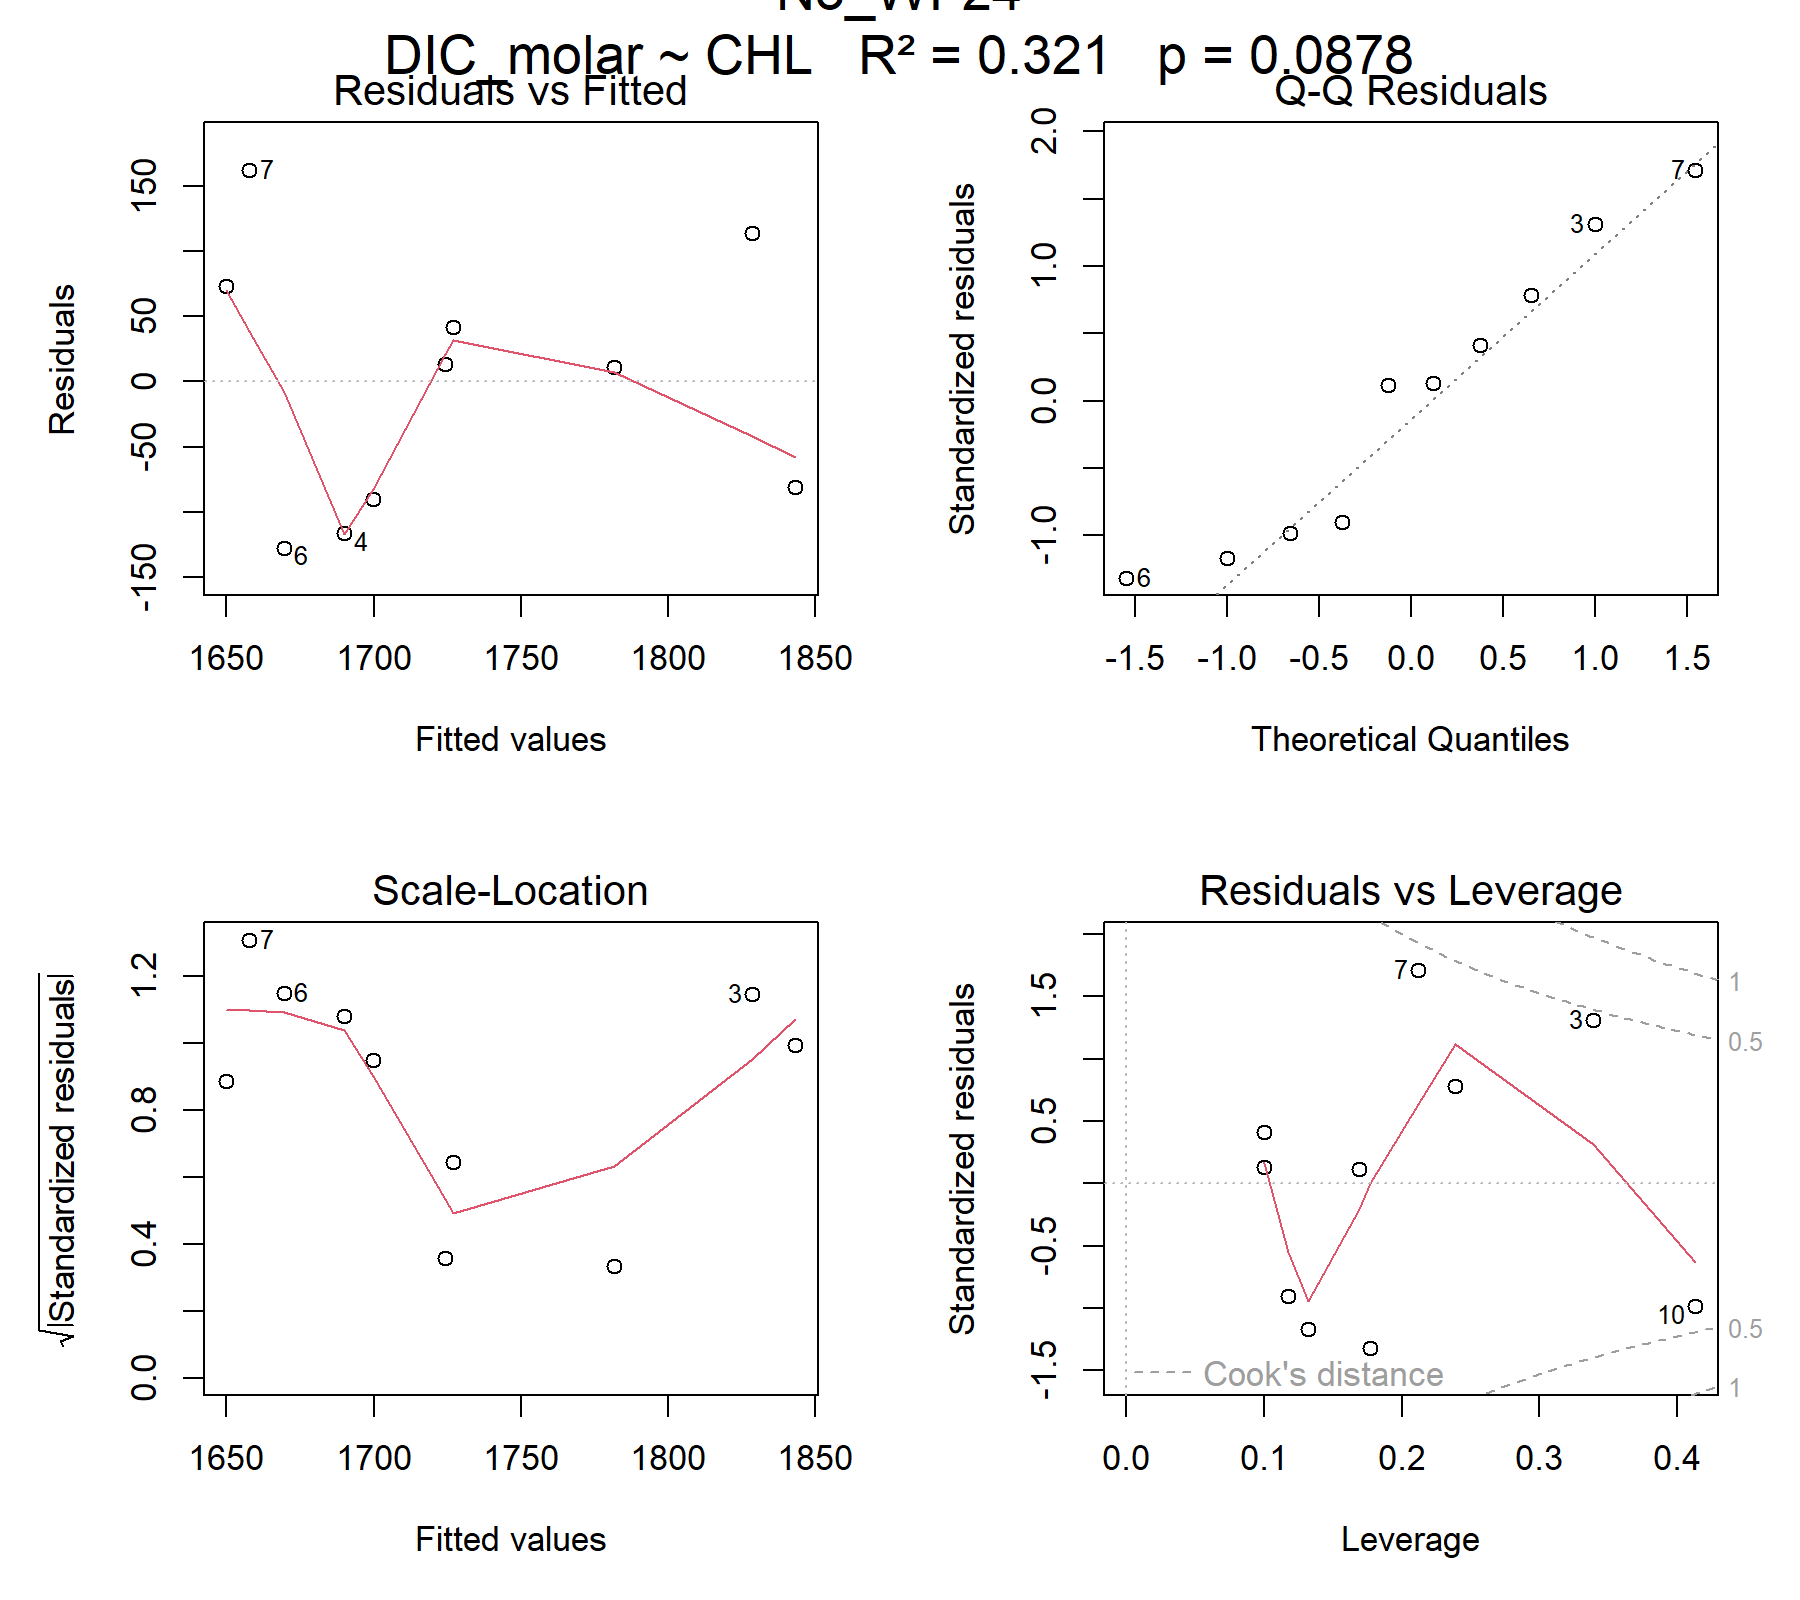 DIC_molar ~ CHL R² = 0.321 p = 0.0878
Residuals vs Fitted
Residuals
150
50
0
-50
-150
7
6
4
1650 1700 1750 1800 1850
Fitted values
Q-Q Residuals
Standardized residuals
2.0
1.0
0.0
-1.0
7
3
6
-1.5 -1.0 -0.5 0.0 0.5 1.0 1.5
Theoretical Quantiles
Scale-Location
√|Standardized residuals|
1.2
0.8
0.4
0.0
7
6
3
1650 1700 1750 1800 1850
Fitted values
Residuals vs Leverage
Standardized residuals
1.5
0.5
-0.5
-1.5
7
3
10
1
0.5
0.5
1
Cook's distance
0.0 0.1 0.2 0.3 0.4
Leverage